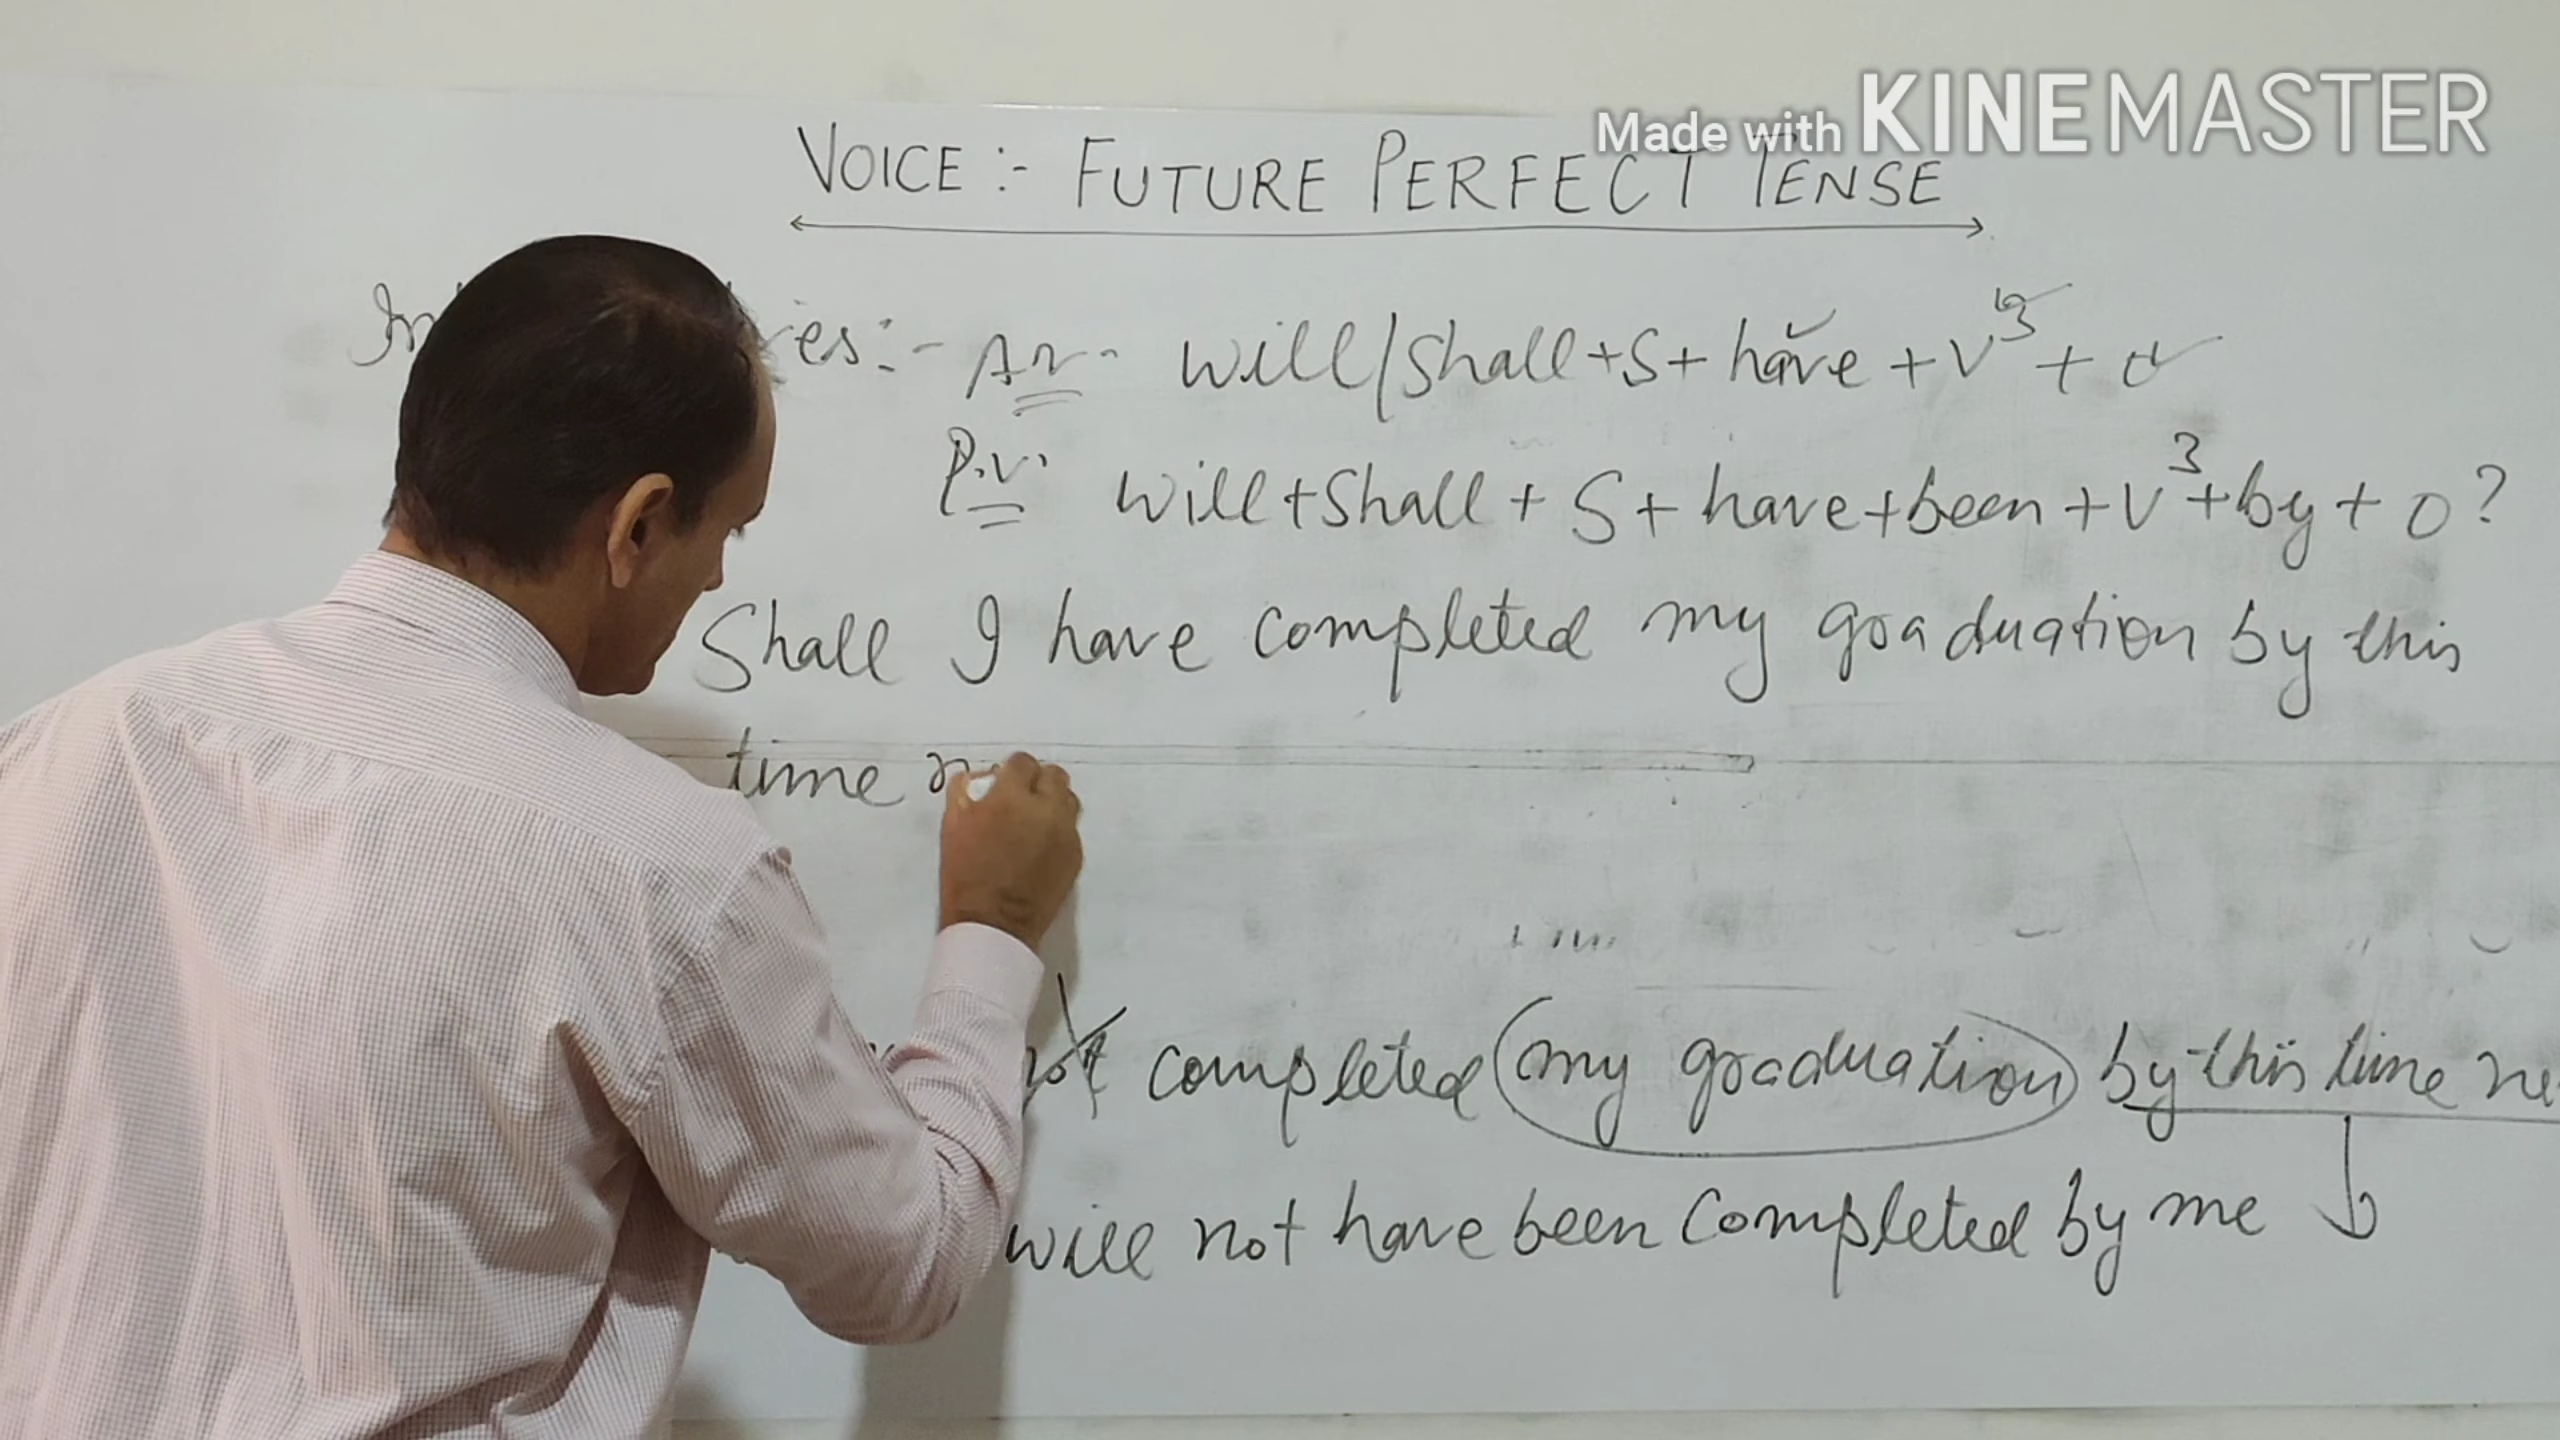 Made with KINEMASTER
VOICE :- FUTURE PERFECT TENSE
A.V. will/shall + S + have + V3 + o
P.V. will + shall + S + have + been + V3 + by + o?
Shall I have completed my graduation by this
time
not completed my graduation by this time ne
will not have been completed by me